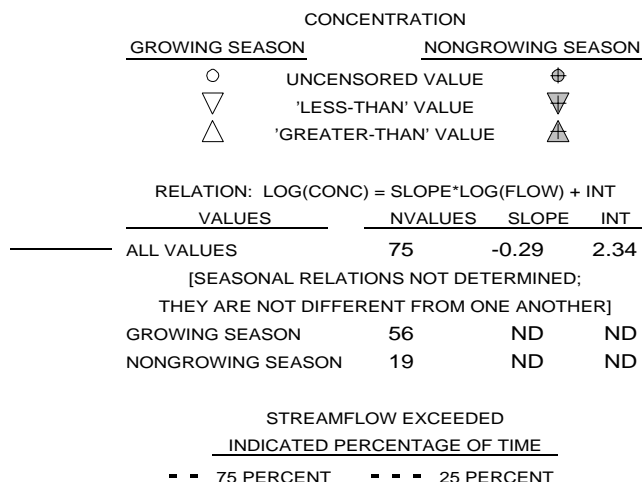 CONCENTRATION
GROWING SEASON NONGROWING SEASON
UNCENSORED VALUE
'LESS-THAN' VALUE
'GREATER-THAN' VALUE
RELATION: LOG(CONC) = SLOPE*LOG(FLOW) + INT
VALUES NVALUES SLOPE INT
ALL VALUES 75 -0.29 2.34
[SEASONAL RELATIONS NOT DETERMINED;
THEY ARE NOT DIFFERENT FROM ONE ANOTHER]
GROWING SEASON 56 ND ND
NONGROWING SEASON 19 ND ND
STREAMFLOW EXCEEDED
INDICATED PERCENTAGE OF TIME
75 PERCENT 25 PERCENT